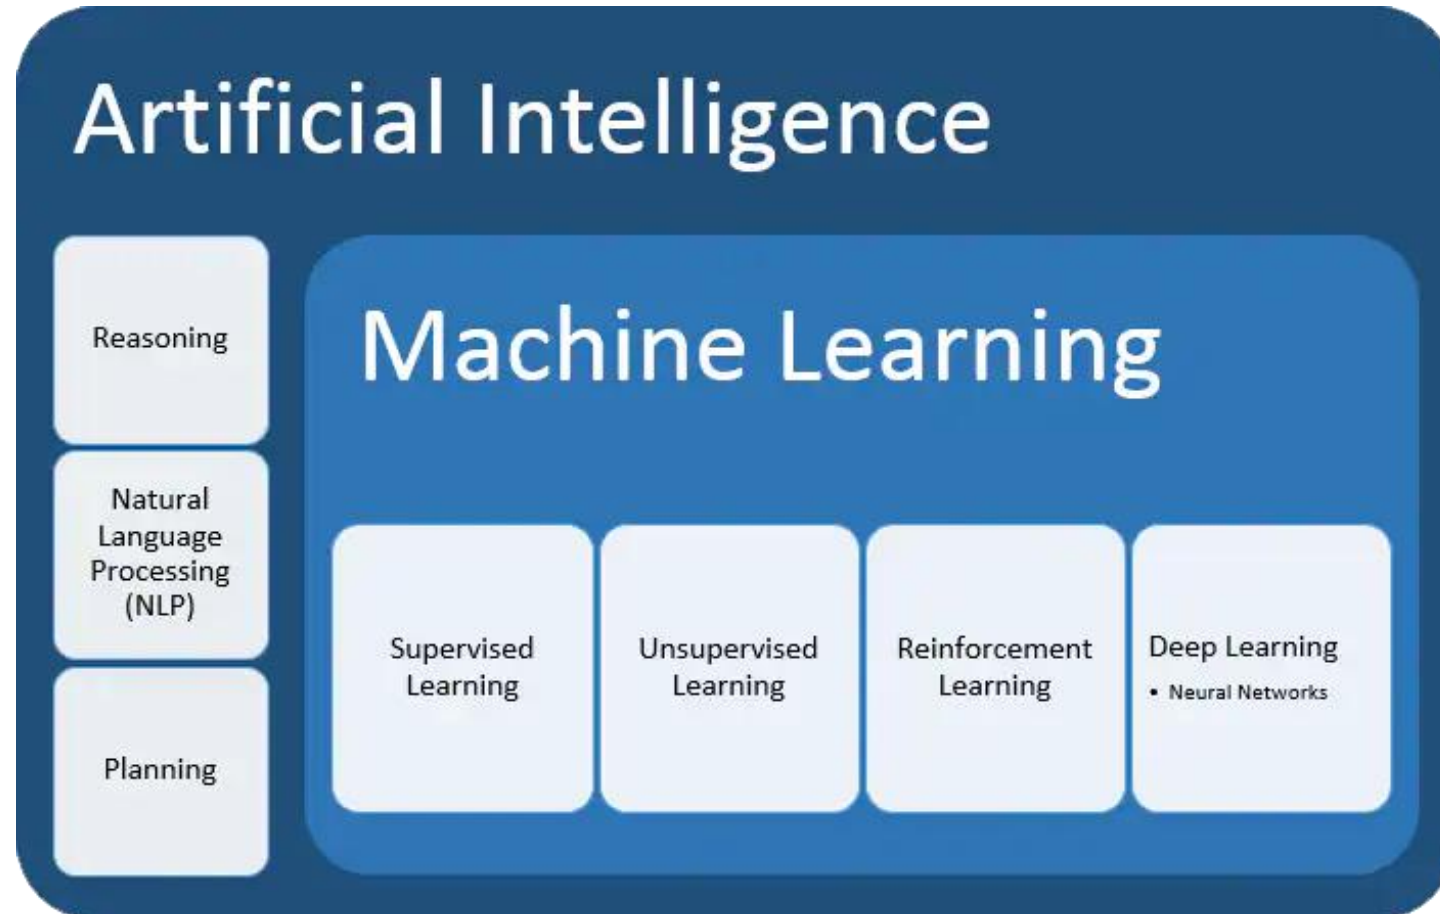 Artificial Intelligence
Reasoning
Natural
Language
Processing
(NLP)
Planning
Machine Learning
Supervised
Learning
Unsupervised
Learning
Reinforcement
Learning
Deep Learning
• Neural Networks